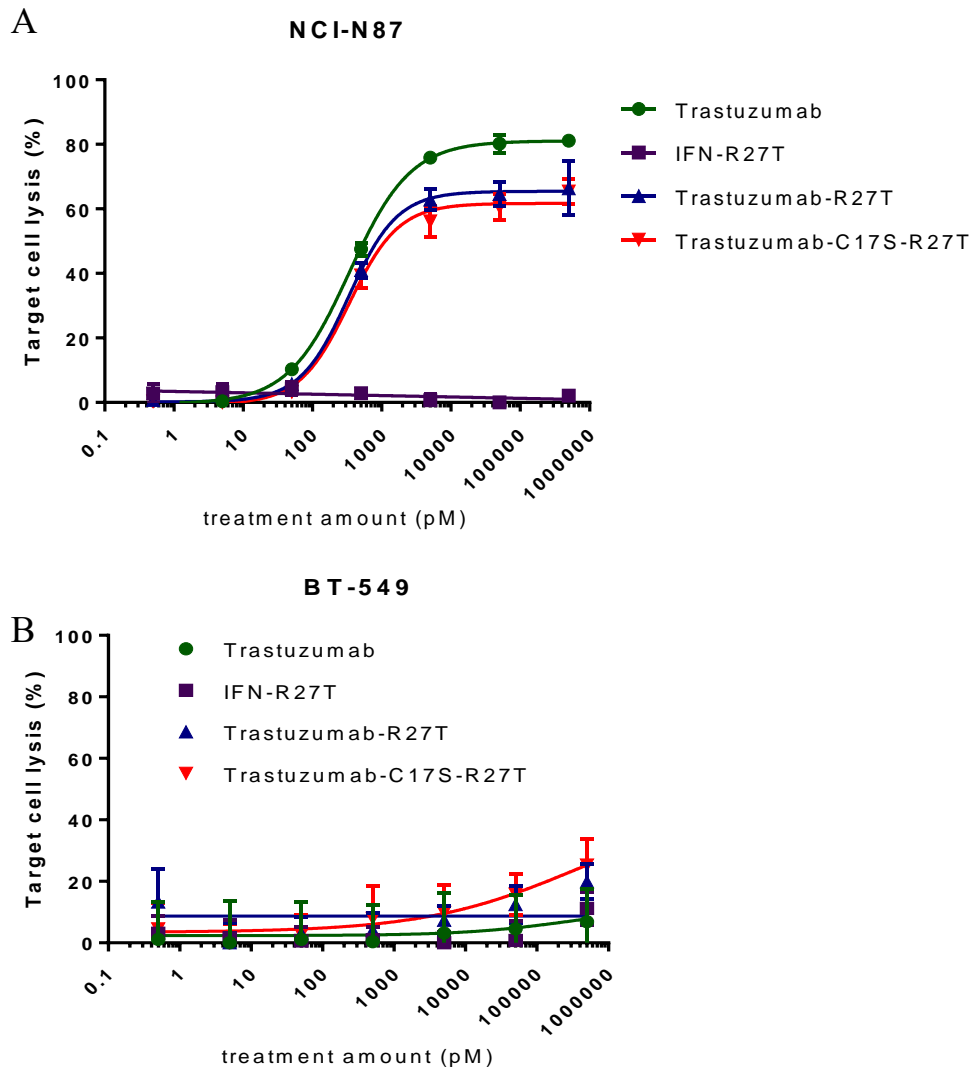 A
NCI-N87
Target cell lysis (%)
100
80
60
40
20
0
0.1
1
10
100
1000
10000
100000
1000000
treatment amount (pM)
Trastuzumab
IFN-R27T
Trastuzumab-R27T
Trastuzumab-C17S-R27T
B
BT-549
Target cell lysis (%)
100
80
60
40
20
0
Trastuzumab
IFN-R27T
Trastuzumab-R27T
Trastuzumab-C17S-R27T
0.1
1
10
100
1000
10000
100000
1000000
treatment amount (pM)